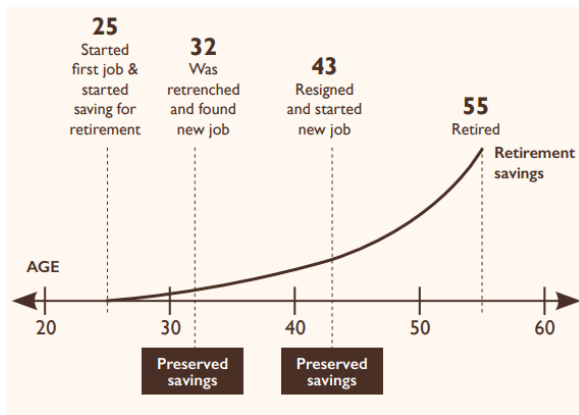 25
Started
first job &
started
saving for
retirement
32
Was
retrenched
and found
new job
43
Resigned
and started
new job
55
Retired
Retirement
savings
AGE
20
30
40
50
60
Preserved
savings
Preserved
savings